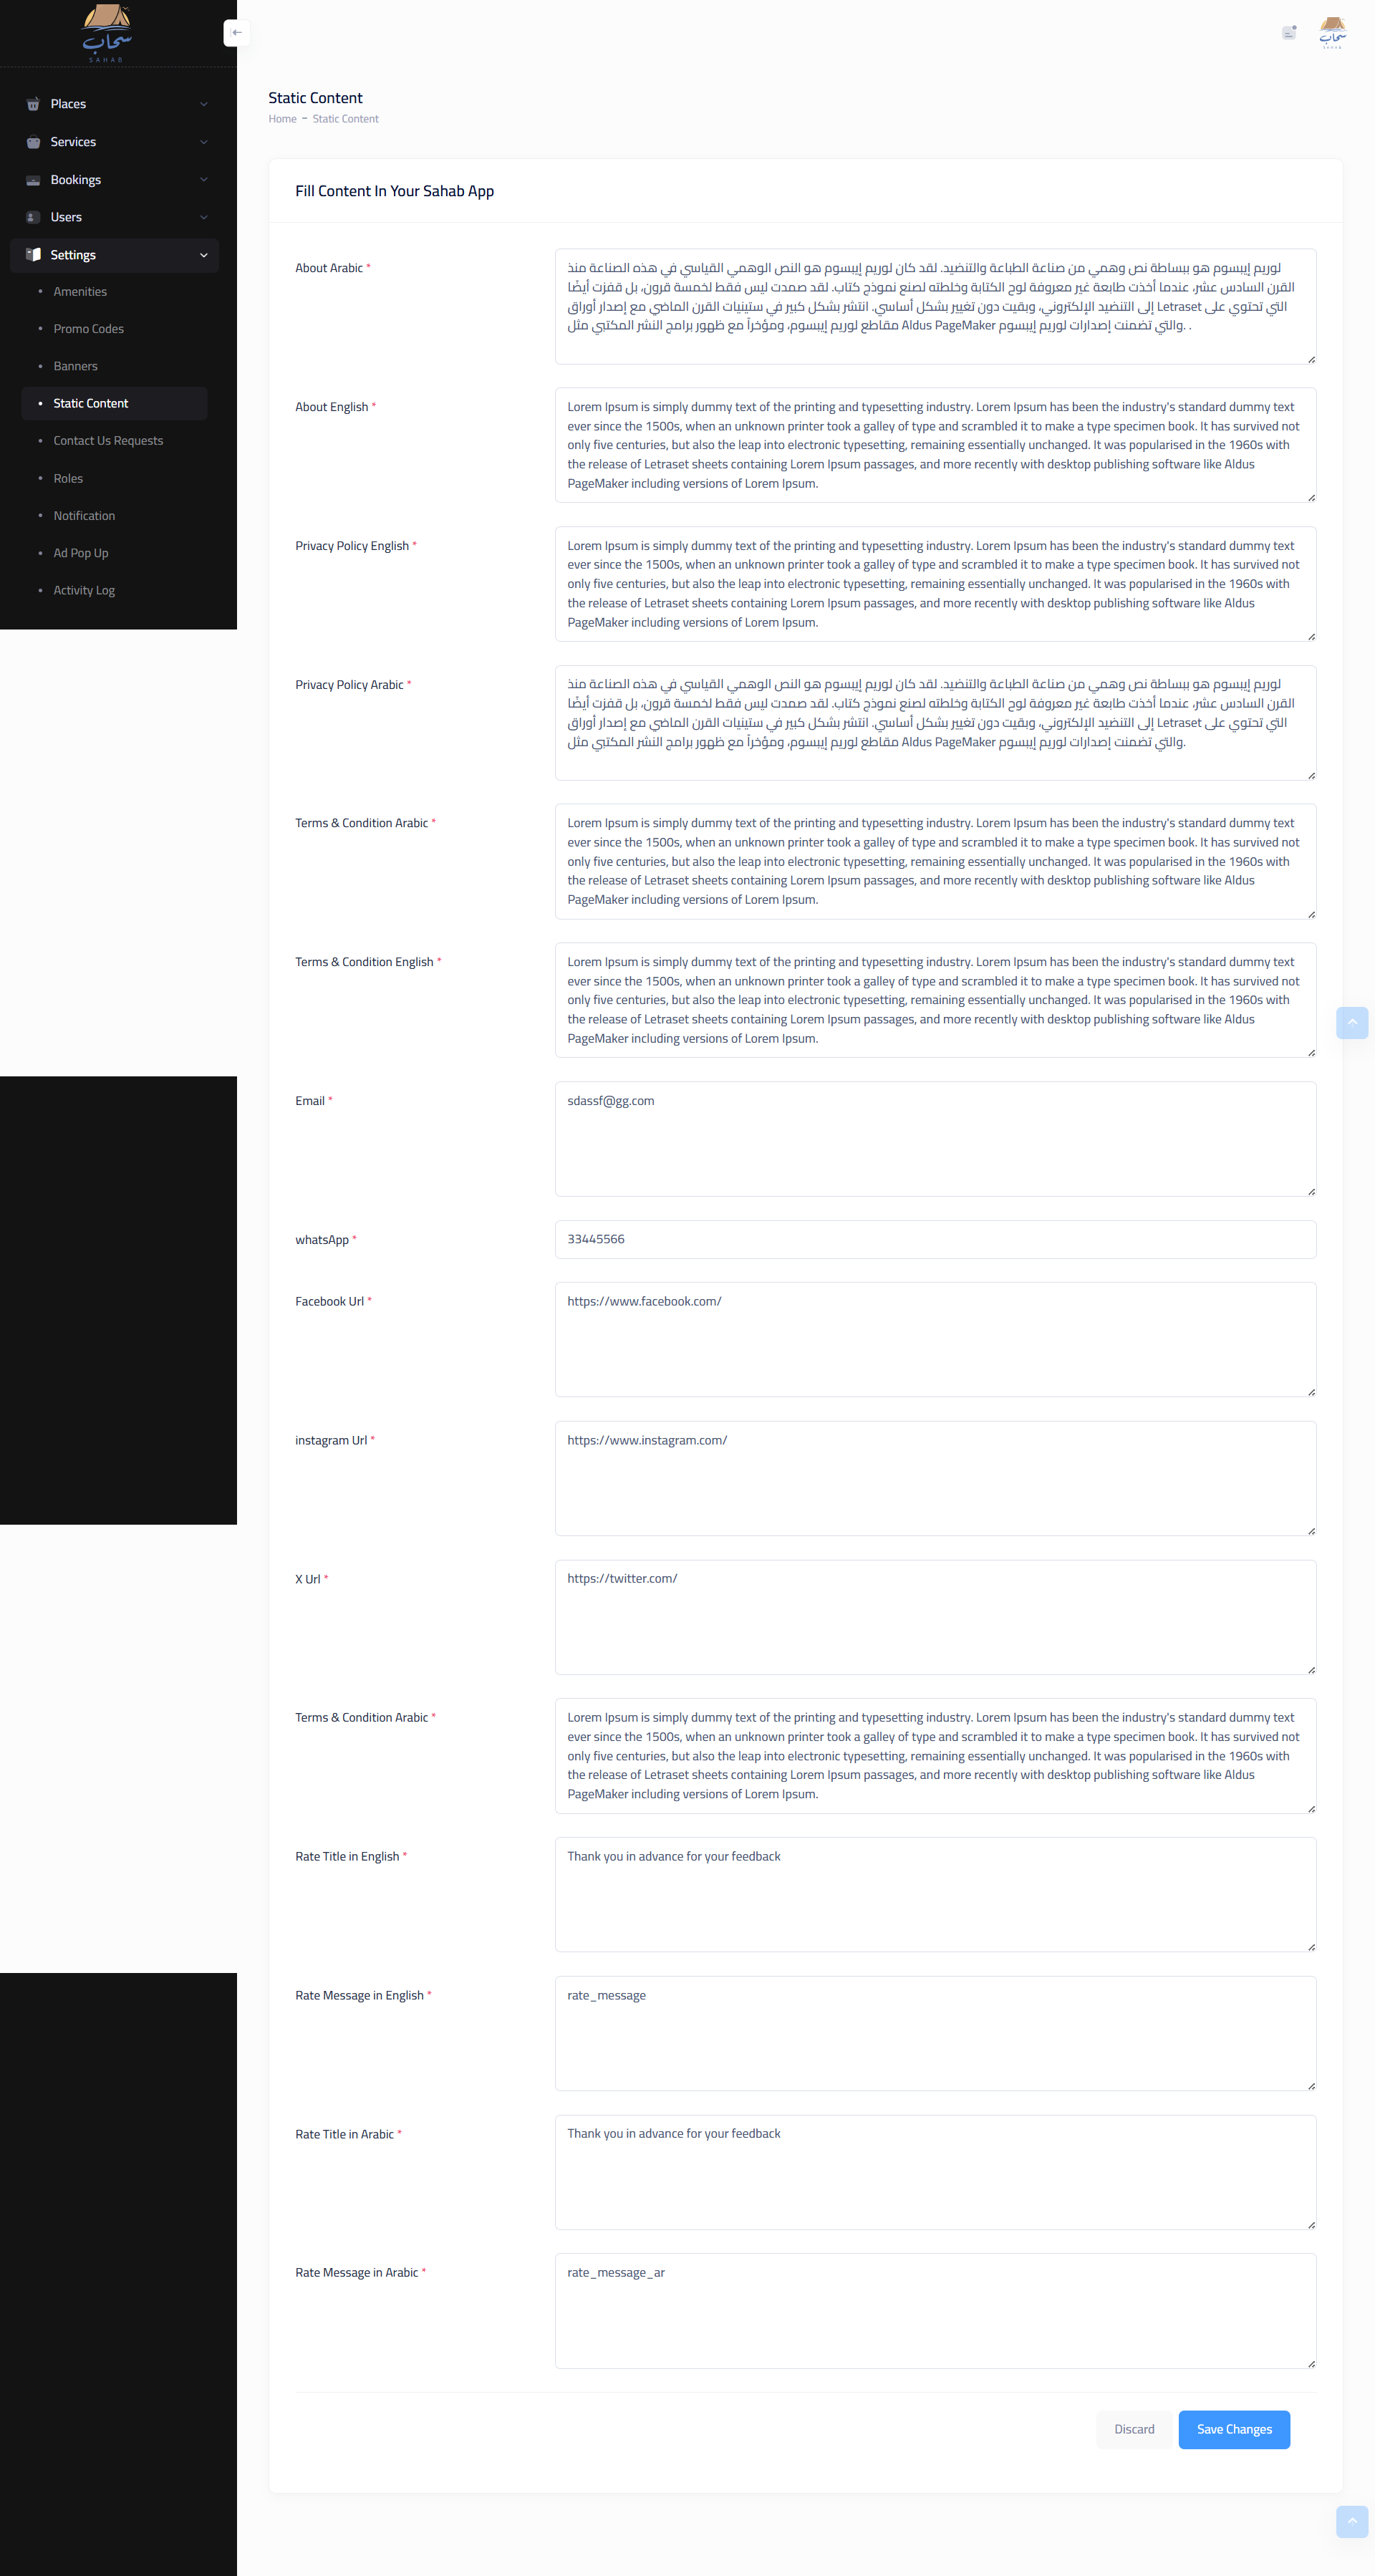 سحاب
SAHAB
Places
Services
Bookings
Users
Settings
Amenities
Promo Codes
Banners
Static Content
Contact Us Requests
Roles
Notification
Ad Pop Up
Activity Log
سحاب
SAHAB
Static Content
Home - Static Content
Fill Content In Your Sahab App
About Arabic *
لوريم إيبسوم هو ببساطة نص وهمي من صناعة الطباعة والتنضيد. لقد كان لوريم إيبسوم هو النص الوهمي القياسي في هذه الصناعة منذ
القرن السادس عشر، عندما أخذت طابعة غير معروفة لوح الكتابة وخلطته لصنع نموذج كتاب. لقد صمدت ليس فقط لخمسة قرون، بل قفزت أيضًا
إلى التنضيد الإلكتروني، وبقيت دون تغيير بشكل أساسي. انتشر بشكل كبير في ستينيات القرن الماضي مع إصدار أوراق Letraset التي تحتوي على
مقاطع لوريم إيبسوم، ومؤخراً مع ظهور برامج النشر المكتبي مثل Aldus PageMaker والتي تضمنت إصدارات لوريم إيبسوم. .
About English *
Lorem Ipsum is simply dummy text of the printing and typesetting industry. Lorem Ipsum has been the industry's standard dummy text
ever since the 1500s, when an unknown printer took a galley of type and scrambled it to make a type specimen book. It has survived not
only five centuries, but also the leap into electronic typesetting, remaining essentially unchanged. It was popularised in the 1960s with
the release of Letraset sheets containing Lorem Ipsum passages, and more recently with desktop publishing software like Aldus
PageMaker including versions of Lorem Ipsum.
Privacy Policy English *
Lorem Ipsum is simply dummy text of the printing and typesetting industry. Lorem Ipsum has been the industry's standard dummy text
ever since the 1500s, when an unknown printer took a galley of type and scrambled it to make a type specimen book. It has survived not
only five centuries, but also the leap into electronic typesetting, remaining essentially unchanged. It was popularised in the 1960s with
the release of Letraset sheets containing Lorem Ipsum passages, and more recently with desktop publishing software like Aldus
PageMaker including versions of Lorem Ipsum.
Privacy Policy Arabic *
لوريم إيبسوم هو ببساطة نص وهمي من صناعة الطباعة والتنضيد. لقد كان لوريم إيبسوم هو النص الوهمي القياسي في هذه الصناعة منذ
القرن السادس عشر، عندما أخذت طابعة غير معروفة لوح الكتابة وخلطته لصنع نموذج كتاب. لقد صمدت ليس فقط لخمسة قرون، بل قفزت أيضًا
إلى التنضيد الإلكتروني، وبقيت دون تغيير بشكل أساسي. انتشر بشكل كبير في ستينيات القرن الماضي مع إصدار أوراق Letraset التي تحتوي على
مقاطع لوريم إيبسوم، ومؤخراً مع ظهور برامج النشر المكتبي مثل Aldus PageMaker والتي تضمنت إصدارات لوريم إيبسوم.
Terms & Condition Arabic *
Lorem Ipsum is simply dummy text of the printing and typesetting industry. Lorem Ipsum has been the industry's standard dummy text
ever since the 1500s, when an unknown printer took a galley of type and scrambled it to make a type specimen book. It has survived not
only five centuries, but also the leap into electronic typesetting, remaining essentially unchanged. It was popularised in the 1960s with
the release of Letraset sheets containing Lorem Ipsum passages, and more recently with desktop publishing software like Aldus
PageMaker including versions of Lorem Ipsum.
Terms & Condition English *
Lorem Ipsum is simply dummy text of the printing and typesetting industry. Lorem Ipsum has been the industry's standard dummy text
ever since the 1500s, when an unknown printer took a galley of type and scrambled it to make a type specimen book. It has survived not
only five centuries, but also the leap into electronic typesetting, remaining essentially unchanged. It was popularised in the 1960s with
the release of Letraset sheets containing Lorem Ipsum passages, and more recently with desktop publishing software like Aldus
PageMaker including versions of Lorem Ipsum.
Email *
sdassf@gg.com
whatsApp *
33445566
Facebook Url *
https://www.facebook.com/
instagram Url *
https://www.instagram.com/
X Url *
https://twitter.com/
Terms & Condition Arabic *
Lorem Ipsum is simply dummy text of the printing and typesetting industry. Lorem Ipsum has been the industry's standard dummy text
ever since the 1500s, when an unknown printer took a galley of type and scrambled it to make a type specimen book. It has survived not
only five centuries, but also the leap into electronic typesetting, remaining essentially unchanged. It was popularised in the 1960s with
the release of Letraset sheets containing Lorem Ipsum passages, and more recently with desktop publishing software like Aldus
PageMaker including versions of Lorem Ipsum.
Rate Title in English *
Thank you in advance for your feedback
Rate Message in English *
rate_message
Rate Title in Arabic *
Thank you in advance for your feedback
Rate Message in Arabic *
rate_message_ar
Discard
Save Changes